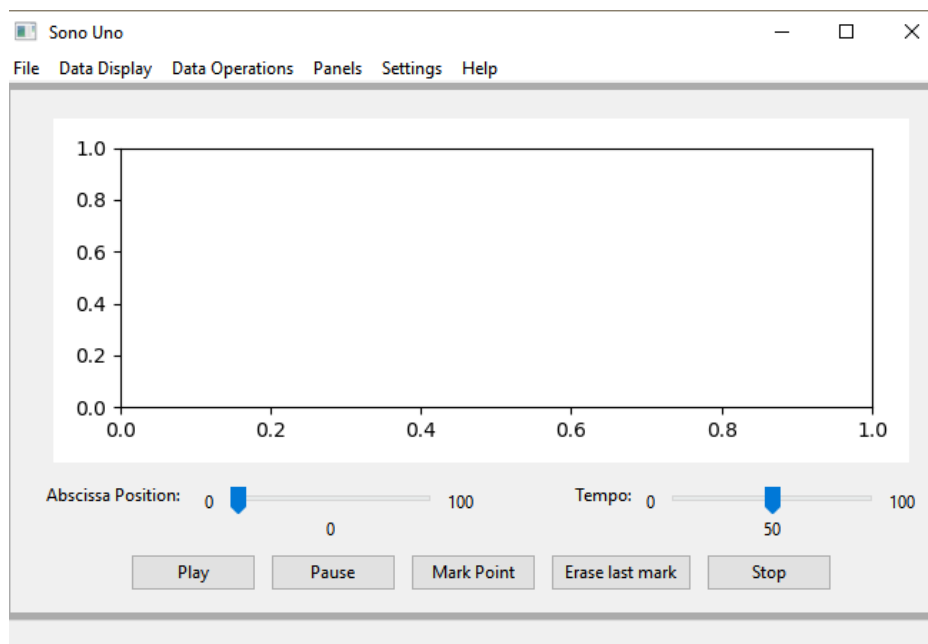 Sono Uno
File Data Display Data Operations Panels Settings Help
1.0
0.8
0.6
0.4
0.2
0.0
0.0 0.2 0.4 0.6 0.8 1.0
Abscissa Position: 0 100 Tempo: 0 100
0 50
Play Pause Mark Point Erase last mark Stop